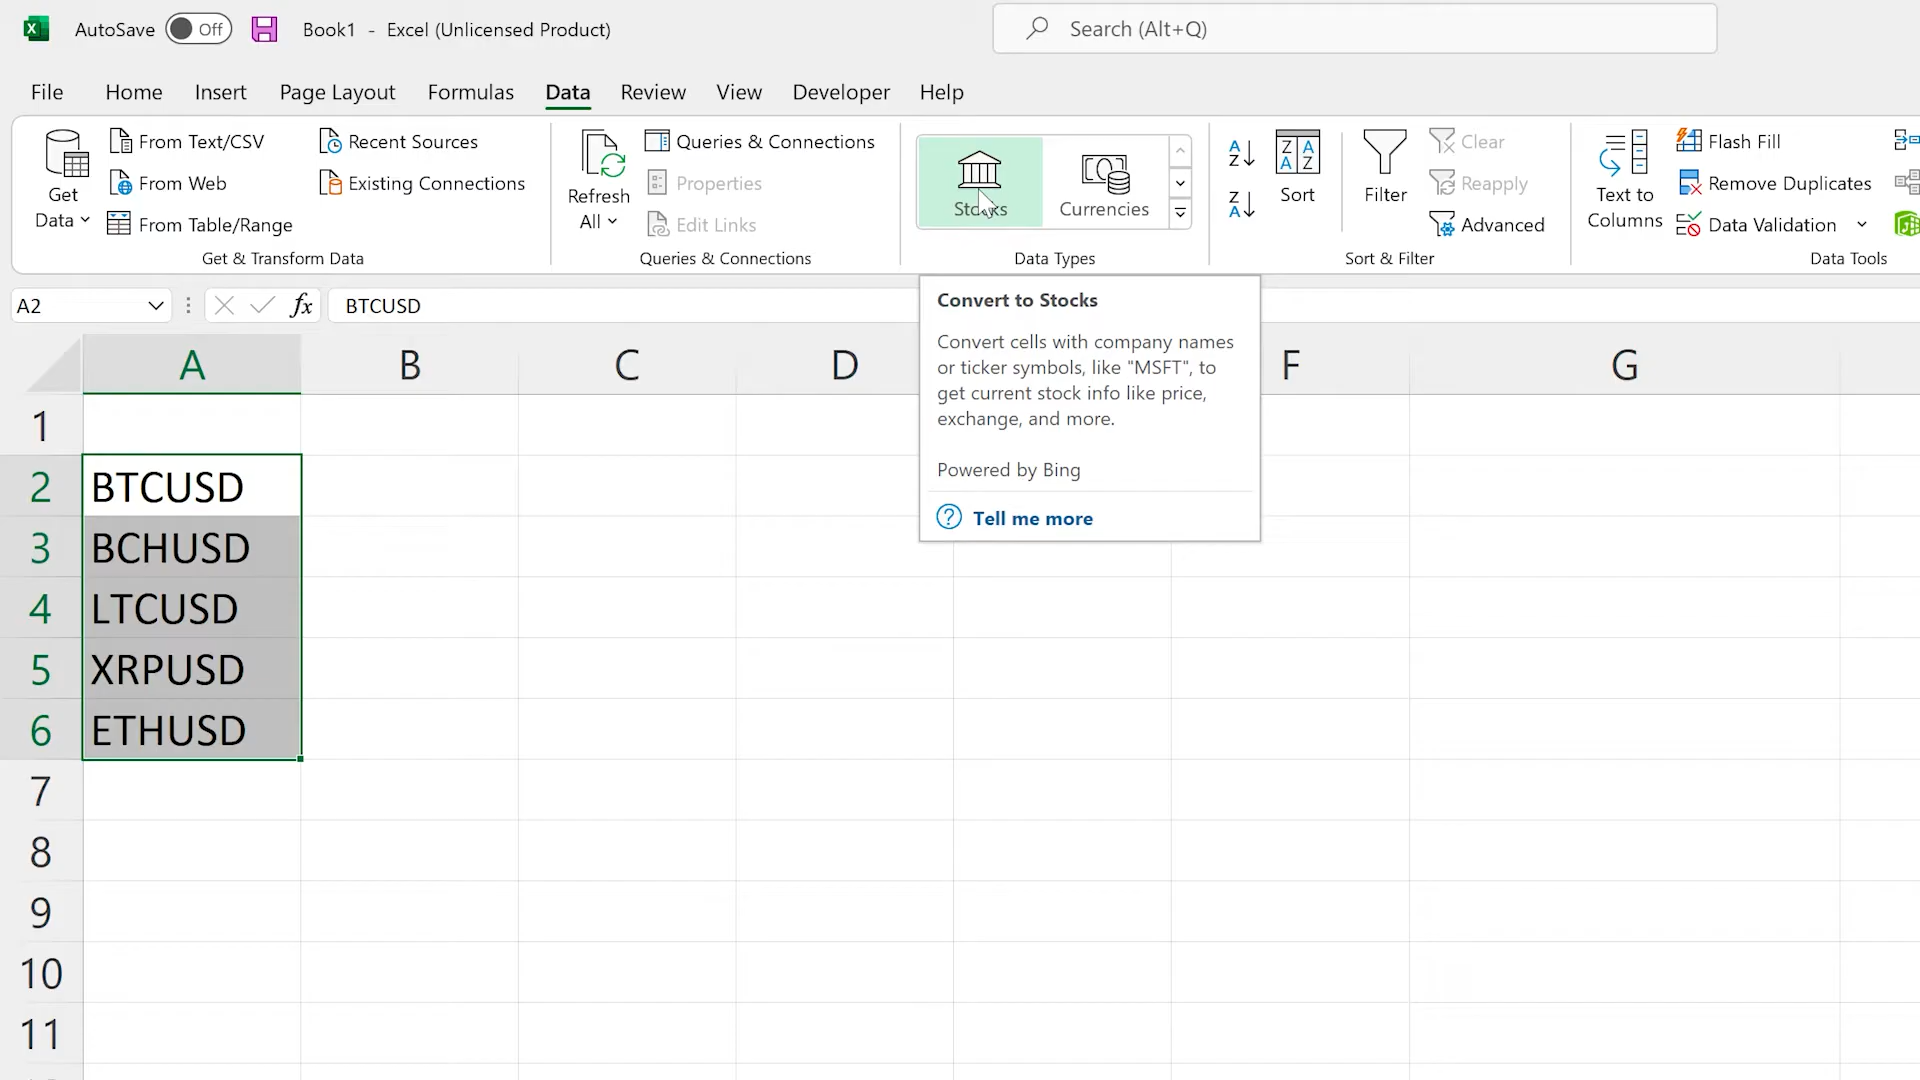 AutoSave Off Book1 - Excel (Unlicensed Product) Search (Alt+Q)
File Home Insert Page Layout Formulas Data Review View Developer Help
Get Data
From Text/CSV
From Web
From Table/Range
Recent Sources
Existing Connections
Get & Transform Data
Refresh All
Queries & Connections
Properties
Edit Links
Queries & Connections
Stocks
Currencies
Data Types
Sort
Filter
Clear
Reapply
Advanced
Sort & Filter
Text to Columns
Flash Fill
Remove Duplicates
Data Validation
Data Tools
A2 fx BTCUSD
Convert to Stocks
Convert cells with company names
or ticker symbols, like "MSFT", to
get current stock info like price,
exchange, and more.
Powered by Bing
Tell me more
A B C D F G
1
2 BTCUSD
3 BCHUSD
4 LTCUSD
5 XRPUSD
6 ETHUSD
7
8
9
10
11